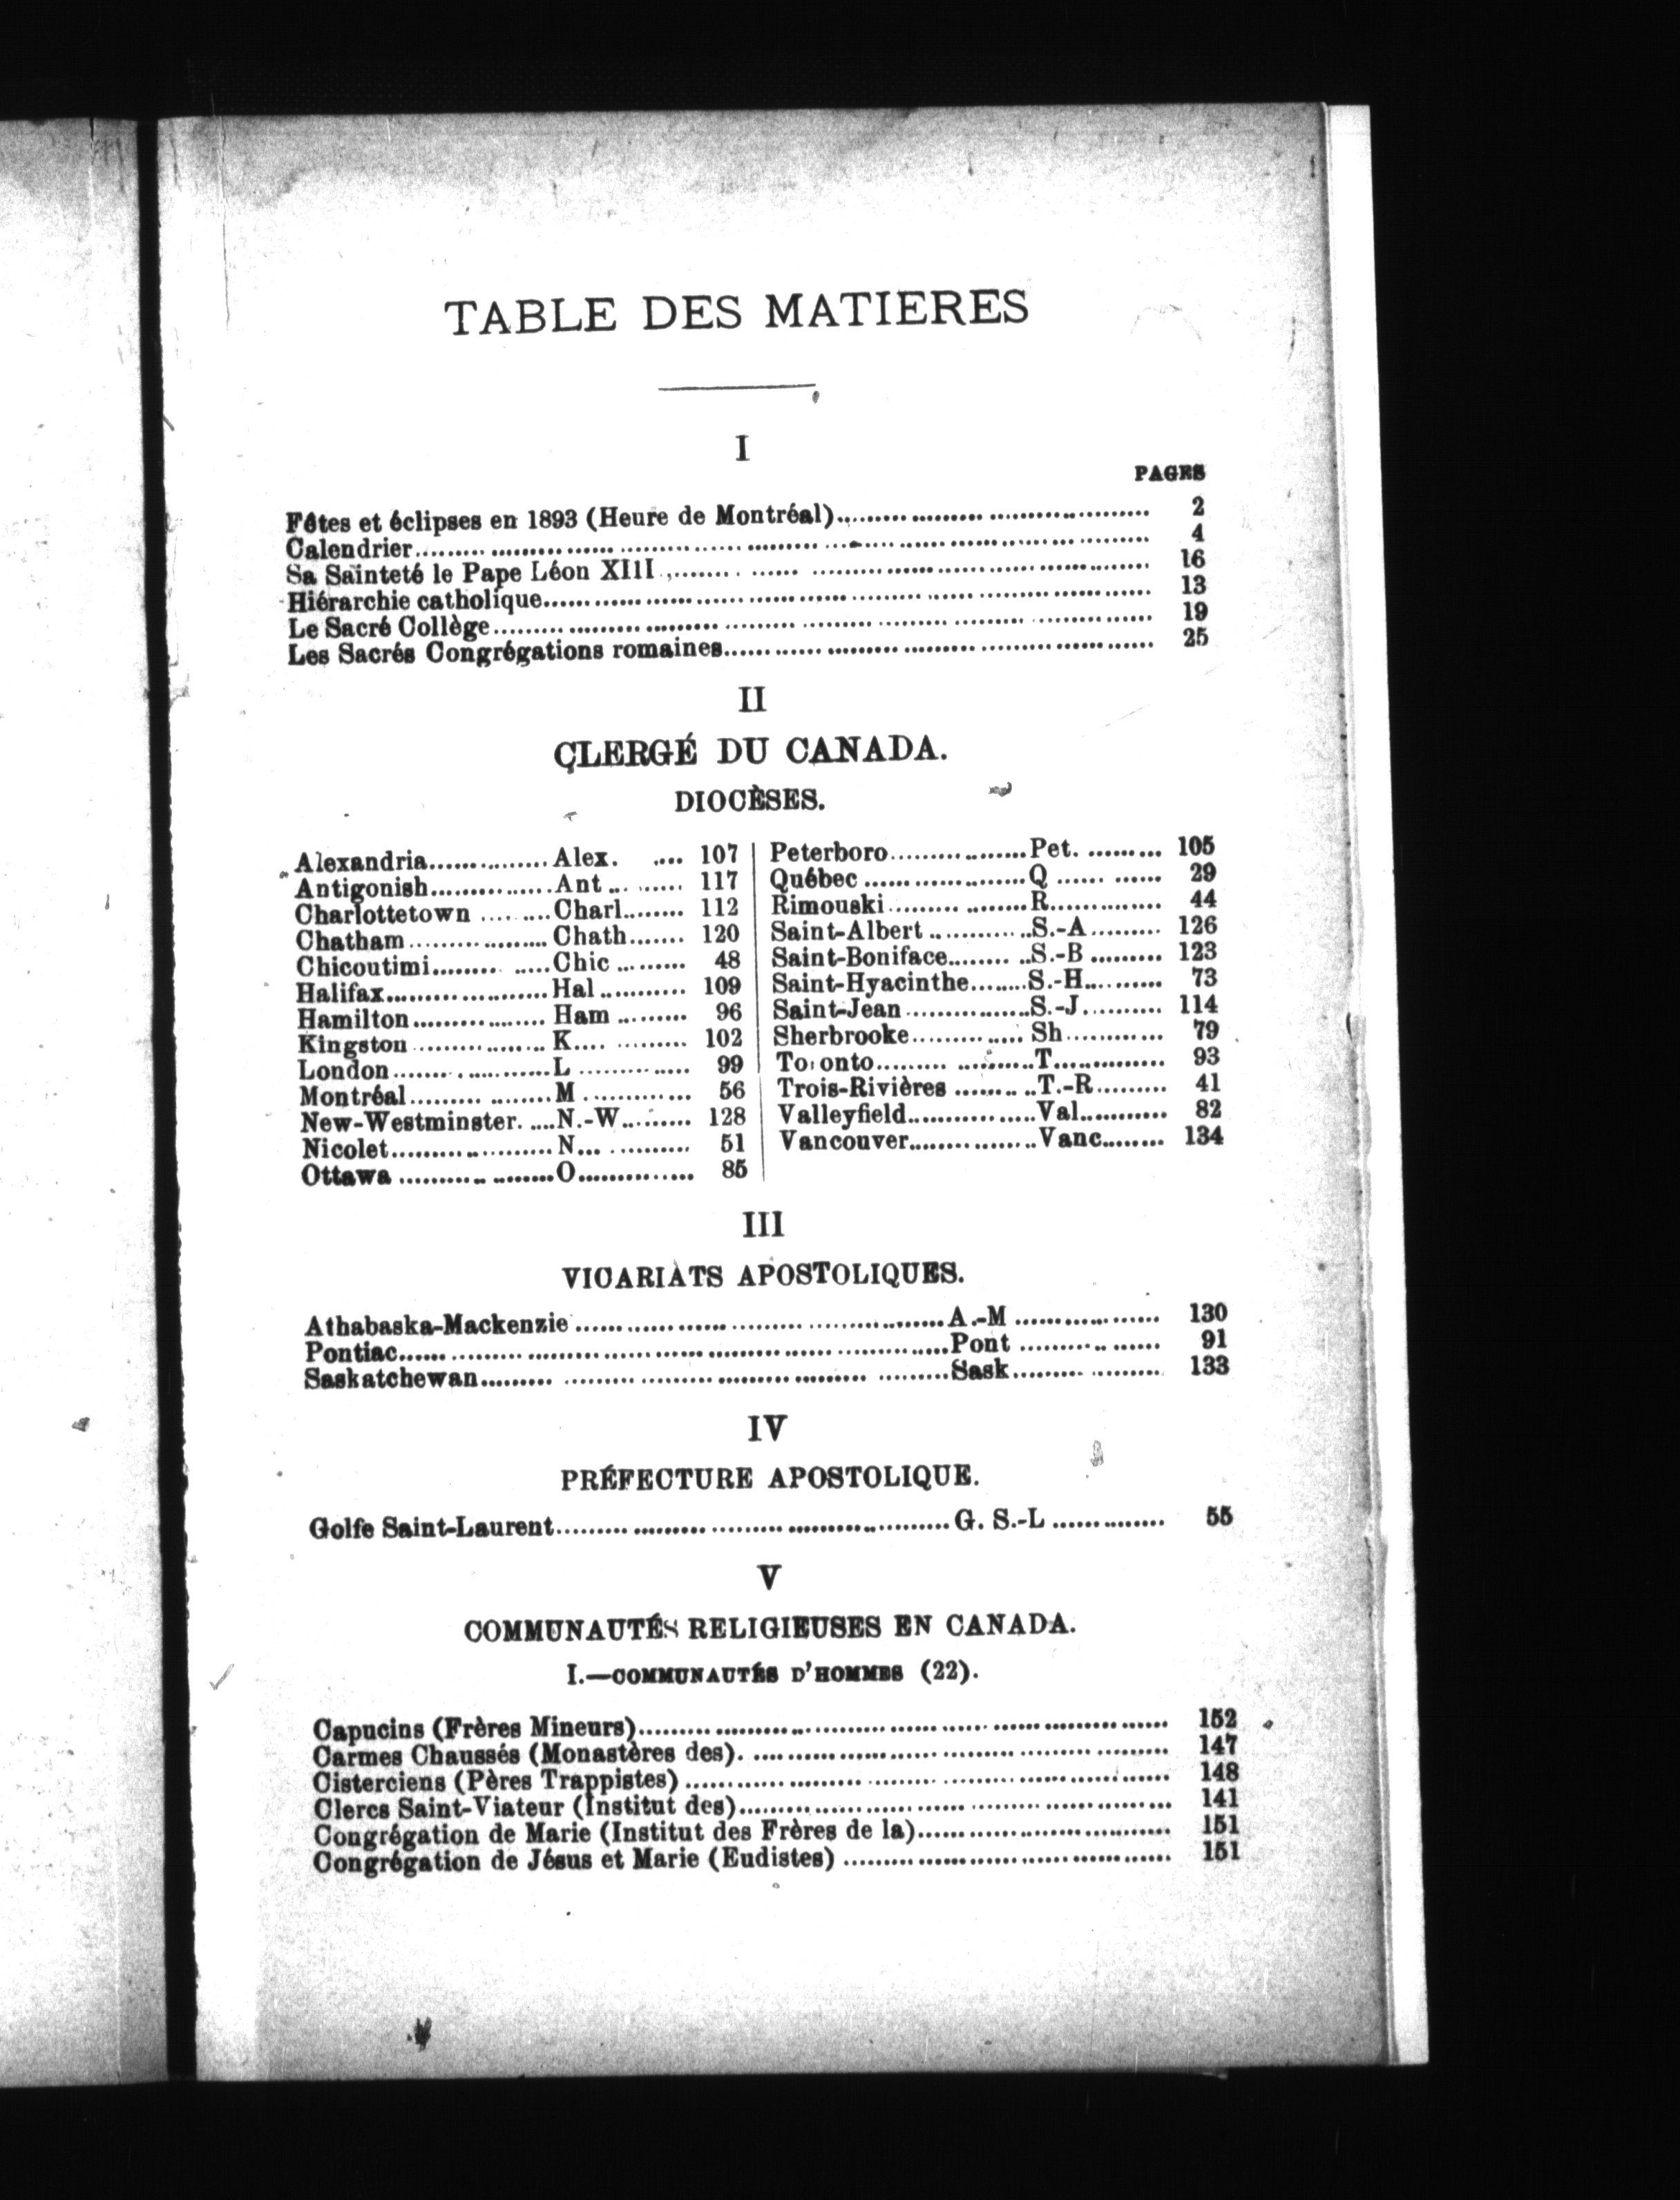 TABLE DES MATIERES
I
PAGES
Fêtes et éclipses en 1893 (Heure de Montréal)........ 2
Calendrier........ 4
Sa Sainteté le Pape Léon XIII........ 16
Hiérarchie catholique........ 13
Le Sacré Collège........ 19
Les Sacrés Congrégations romaines........ 25
II
CLERGÉ DU CANADA.
DIOCÈSES.
Alexandria........ Alex. .... 107
Antigonish........ Ant........ 117
Charlottetown........ Charl........ 112
Chatham........ Chath....... 120
Chicoutimi........ Chic........ 48
Halifax........ Hal........ 109
Hamilton........ Ham........ 96
Kingston........ K........ 102
London........ L........ 99
Montréal........ M........ 56
New-Westminster. .... N.-W........ 128
Nicolet........ N........ 51
Ottawa........ O........ 85
Peterboro........ Pet. ........ 105
Québec........ Q........ 29
Rimouski........ R........ 44
Saint-Albert........ S.-A........ 126
Saint-Boniface........ S.-B........ 123
Saint-Hyacinthe....... S.-H........ 73
Saint-Jean........ S.-J........ 114
Sherbrooke........ Sh........ 79
Toronto........ T........ 93
Trois-Rivières........ T.-R........ 41
Valleyfield........ Val........ 82
Vancouver........ Vanc........ 134
III
VICARIATS APOSTOLIQUES.
Athabaska-Mackenzie........ A.-M........ 130
Pontiac........ Pont........ 91
Saskatchewan........ Sask........ 133
IV
PRÉFECTURE APOSTOLIQUE.
Golfe Saint-Laurent........ G. S.-L........ 55
V
COMMUNAUTÉS RELIGIEUSES EN CANADA.
I.—COMMUNAUTÉS D'HOMMES (22).
Capucins (Frères Mineurs)........ 152
Carmes Chaussés (Monastères des)........ 147
Cisterciens (Pères Trappistes)........ 148
Clercs Saint-Viateur (Institut des)........ 141
Congrégation de Marie (Institut des Frères de la)........ 151
Congrégation de Jésus et Marie (Eudistes)........ 151